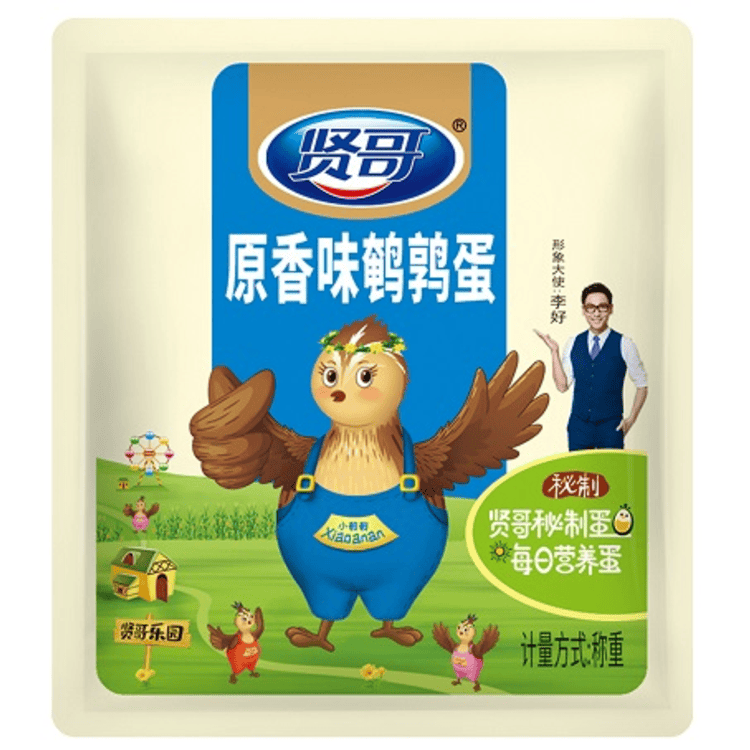 贤哥
®
原香味鹌鹑蛋
形象大使:李好
小鹌鹌
Xiaoanan
秘制
贤哥秘制蛋
每日营养蛋
贤哥乐园
计量方式:称重